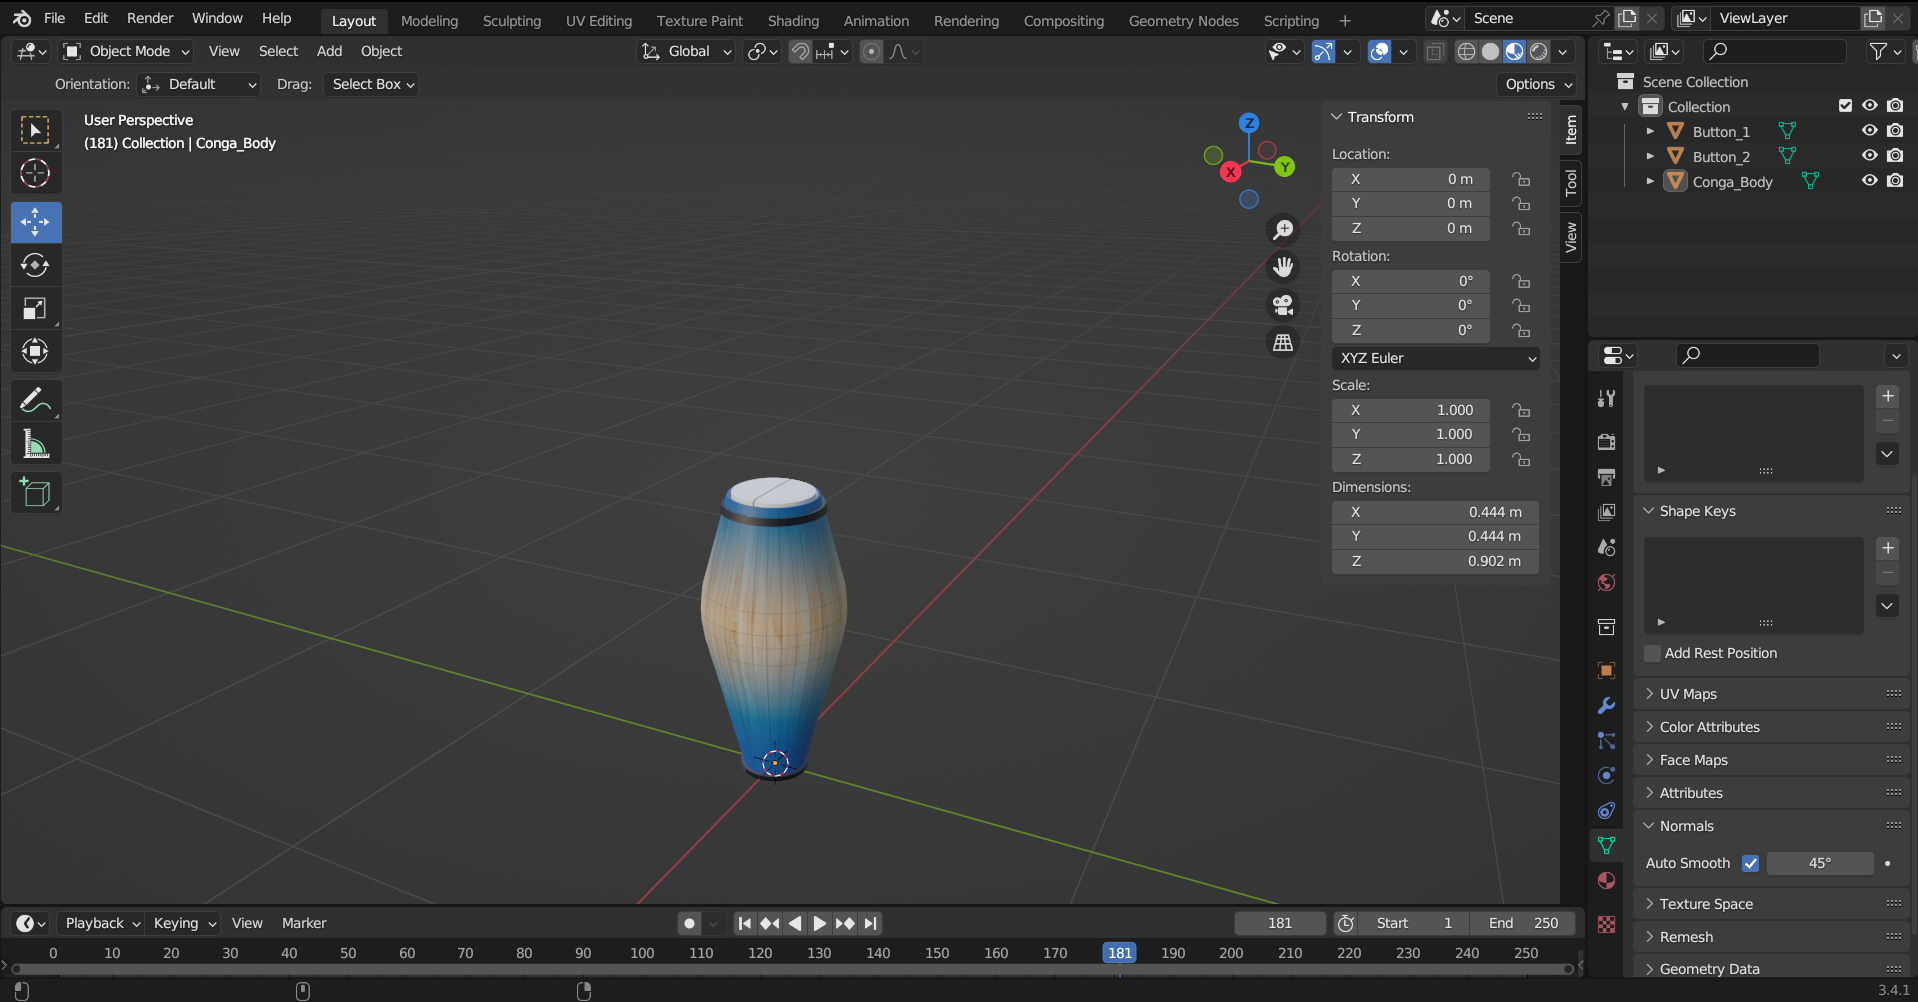 File Edit Render Window Help Layout Modeling Sculpting UV Editing Texture Paint Shading Animation Rendering Compositing Geometry Nodes Scripting + Scene ViewLayer
Object Mode View Select Add Object Global
Orientation: Default Drag: Select Box Options
User Perspective
(181) Collection | Conga_Body
Z
Y
X
Transform
Location:
X 0 m
Y 0 m
Z 0 m
Rotation:
X 0°
Y 0°
Z 0°
XYZ Euler
Scale:
X 1.000
Y 1.000
Z 1.000
Dimensions:
X 0.444 m
Y 0.444 m
Z 0.902 m
Item
Tool
View
Scene Collection
Collection
Button_1
Button_2
Conga_Body
Shape Keys
Add Rest Position
UV Maps
Color Attributes
Face Maps
Attributes
Normals
Auto Smooth 45°
Texture Space
Remesh
Geometry Data
Playback Keying View Marker 181 Start 1 End 250
0 10 20 30 40 50 60 70 80 90 100 110 120 130 140 150 160 170 181 190 200 210 220 230 240 250
3.4.1